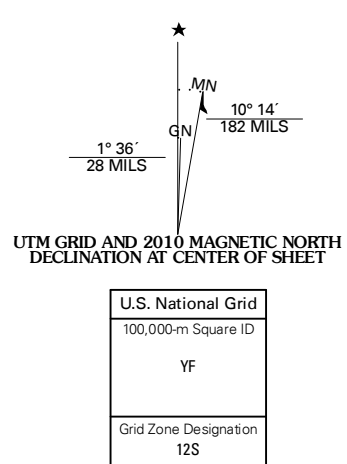 ★
MN
GN
10° 14´
182 MILS
1° 36´
28 MILS
UTM GRID AND 2010 MAGNETIC NORTH
DECLINATION AT CENTER OF SHEET
U.S. National Grid
100,000-m Square ID
YF
Grid Zone Designation
12S